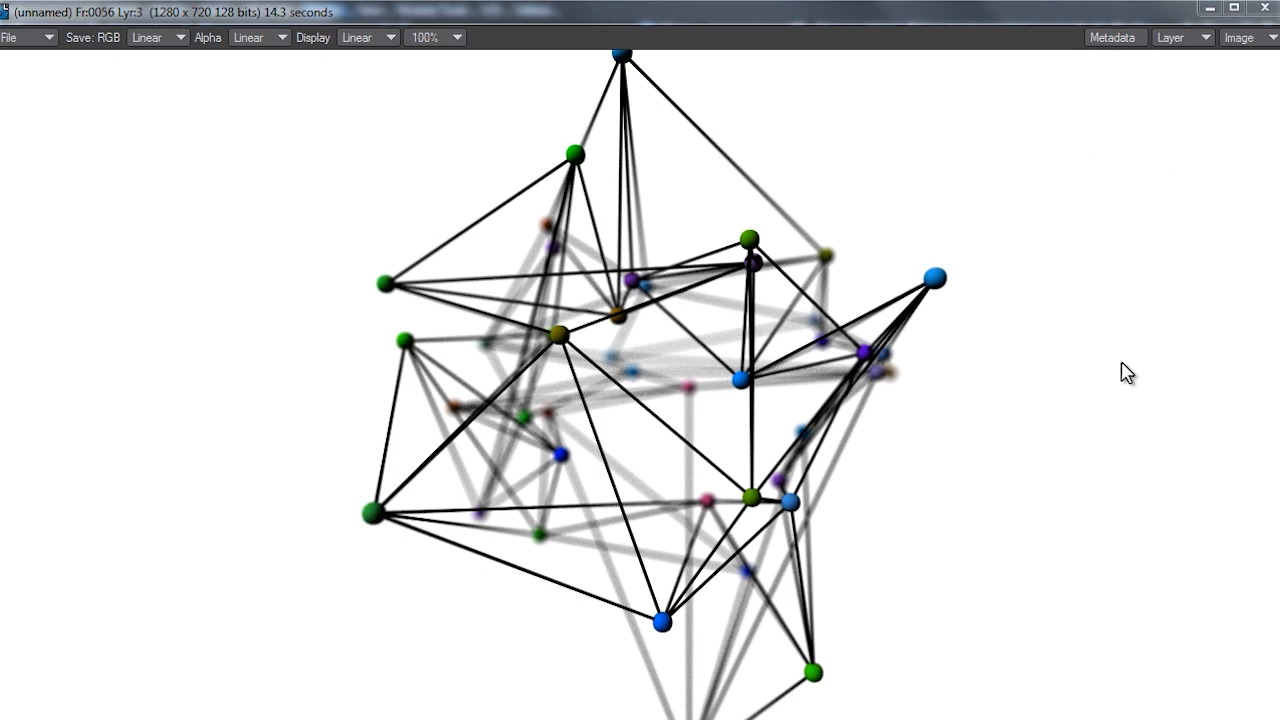 (unnamed) Fr:0056 Lyr:3 (1280 x 720 128 bits) 14.3 seconds
File Save: RGB Linear Alpha Linear Display Linear 100% Metadata Layer Image